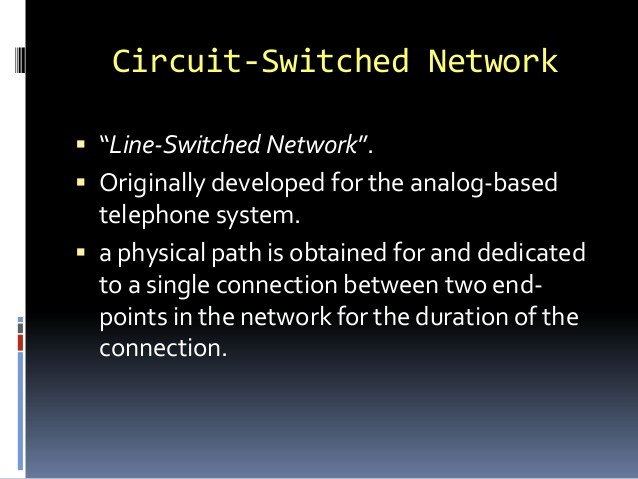 Circuit-Switched Network
▪ “Line-Switched Network”.
▪ Originally developed for the analog-based
telephone system.
▪ a physical path is obtained for and dedicated
to a single connection between two end-
points in the network for the duration of the
connection.